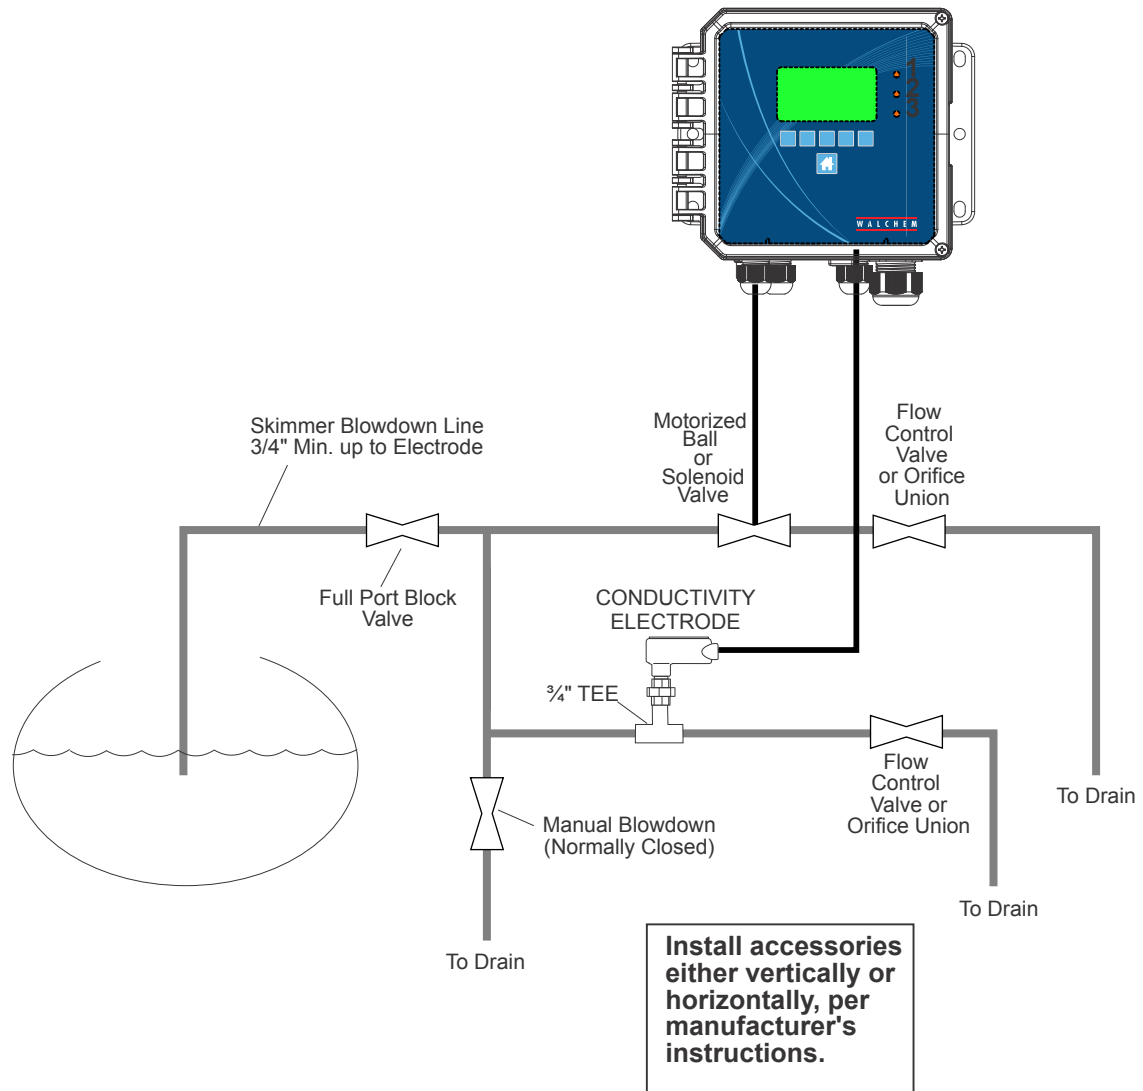 1
2
3
WALCHEM
Skimmer Blowdown Line
3/4" Min. up to Electrode
Motorized
Ball
or
Solenoid
Valve
Flow
Control
Valve
or Orifice
Union
Full Port Block
Valve
CONDUCTIVITY
ELECTRODE
¾" TEE
Flow
Control
Valve or
Orifice Union
To Drain
Manual Blowdown
(Normally Closed)
To Drain
To Drain
Install accessories
either vertically or
horizontally, per
manufacturer's
instructions.